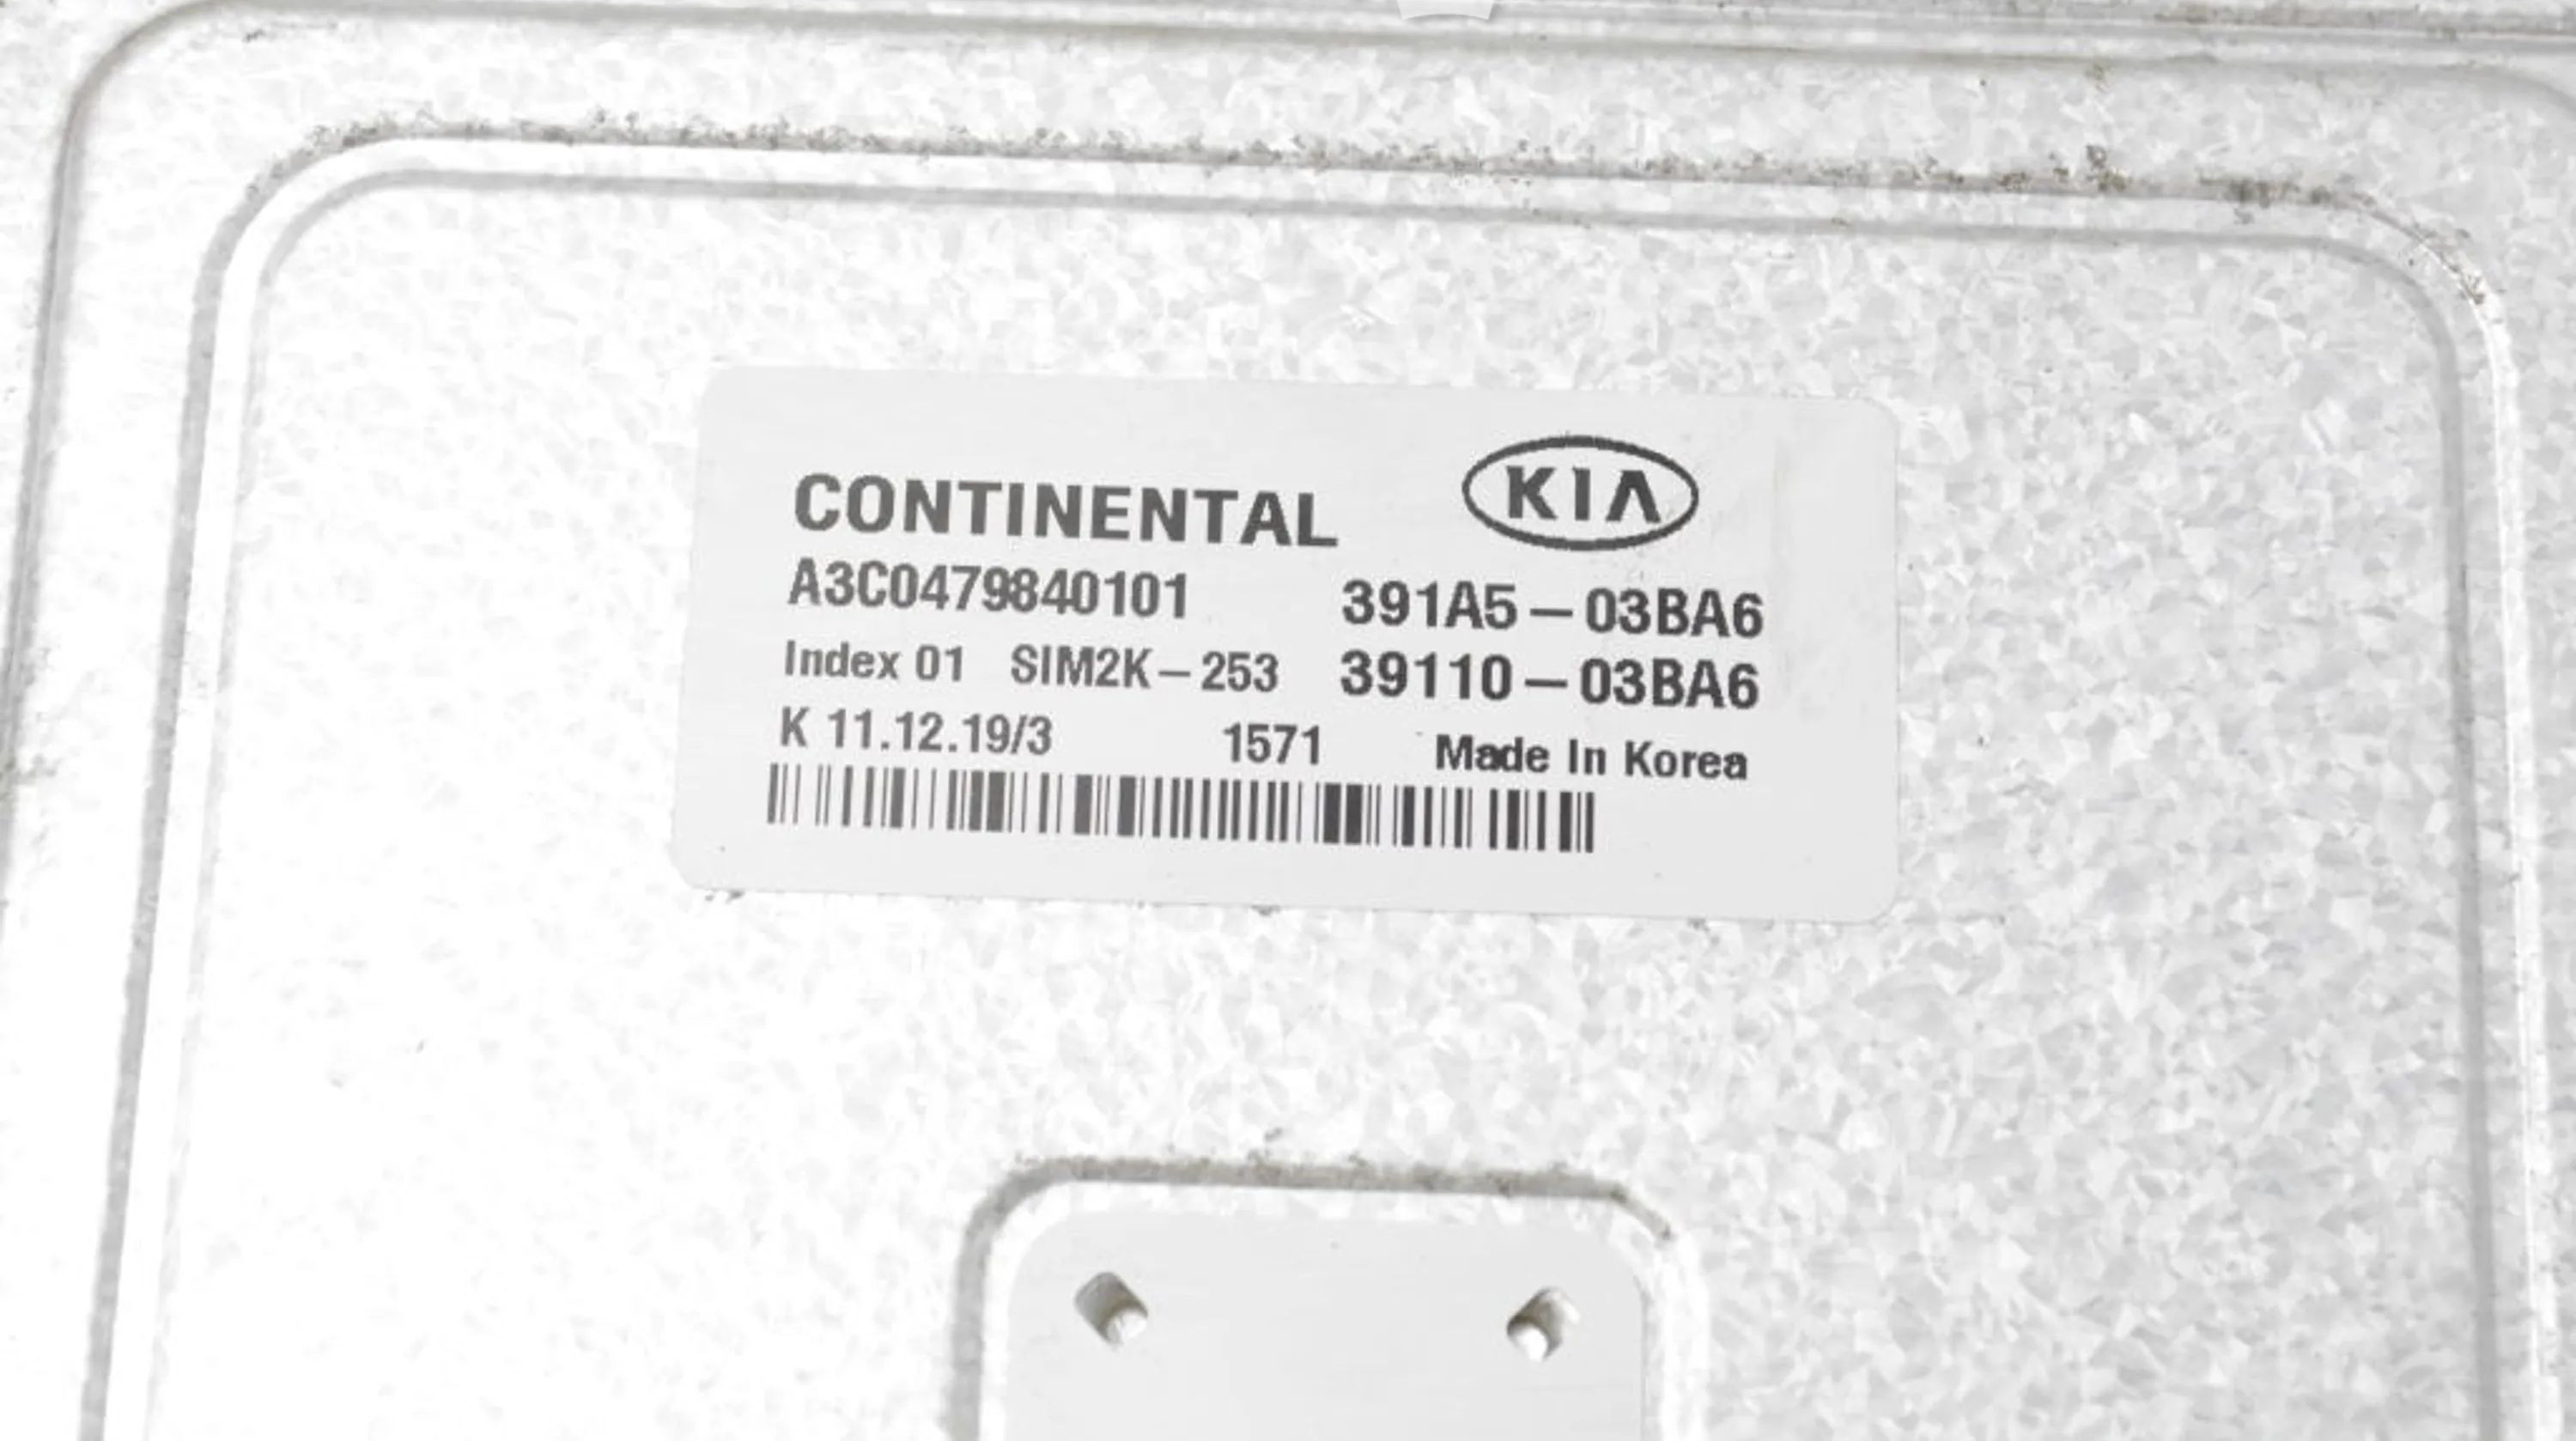 CONTINENTAL KIA
A3C0479840101 391A5-03BA6
Index 01 SIM2K-253 39110-03BA6
K 11.12.19/3 1571 Made In Korea